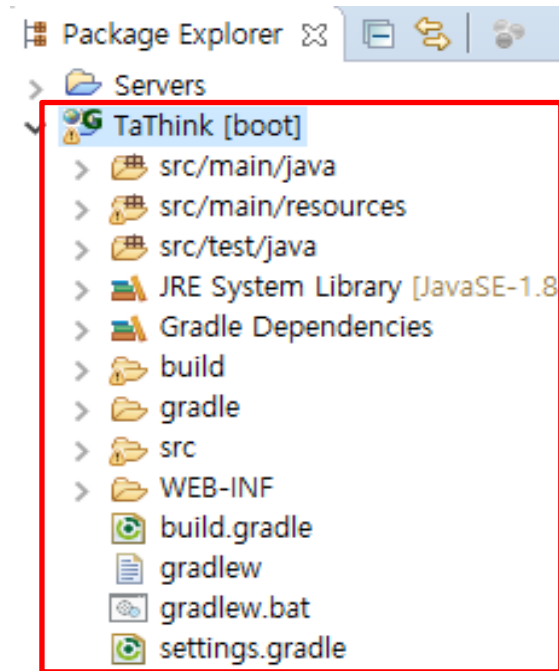 Package Explorer
Servers
TaThink [boot]
src/main/java
src/main/resources
src/test/java
JRE System Library [JavaSE-1.8
Gradle Dependencies
build
gradle
src
WEB-INF
build.gradle
gradlew
gradlew.bat
settings.gradle